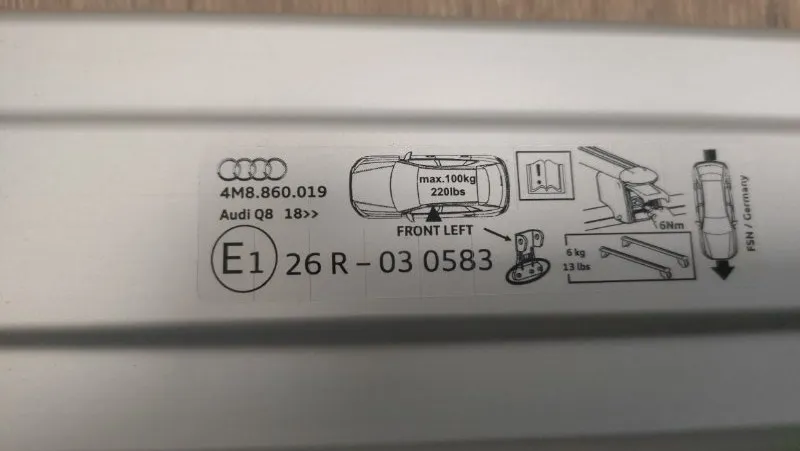 4M8.860.019
Audi Q8 18>>
E1 26 R - 03 0583
max.100kg
220lbs
FRONT LEFT
!
6Nm
6 kg
13 lbs
FSN / Germany